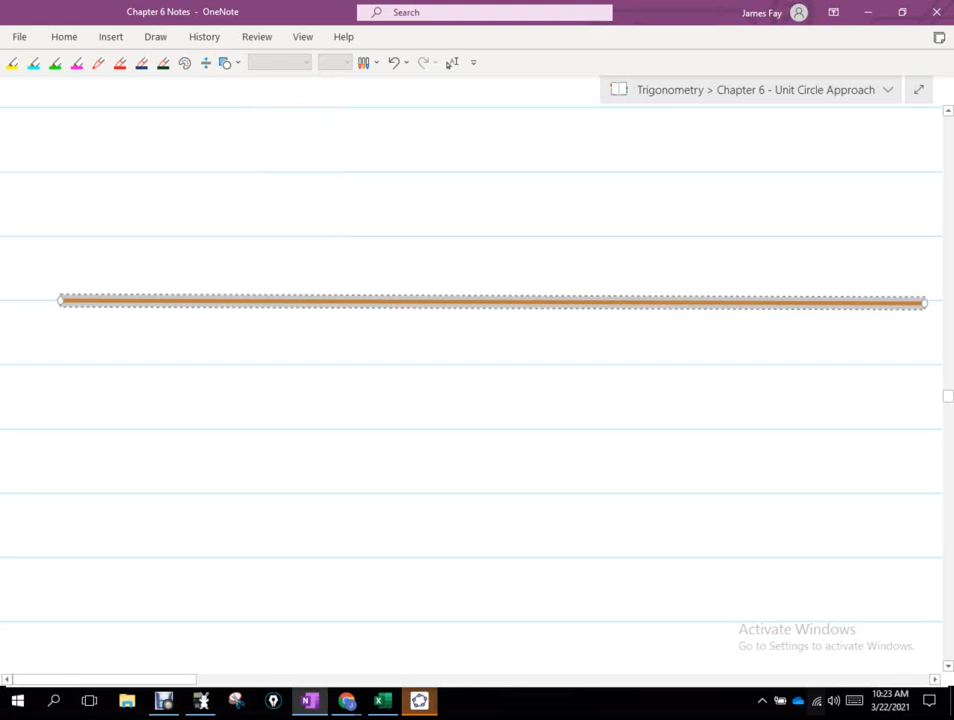 Chapter 6 Notes - OneNote
Search
James Fay
File Home Insert Draw History Review View Help
Trigonometry > Chapter 6 - Unit Circle Approach
Activate Windows
Go to Settings to activate Windows.
10:23 AM
3/22/2021